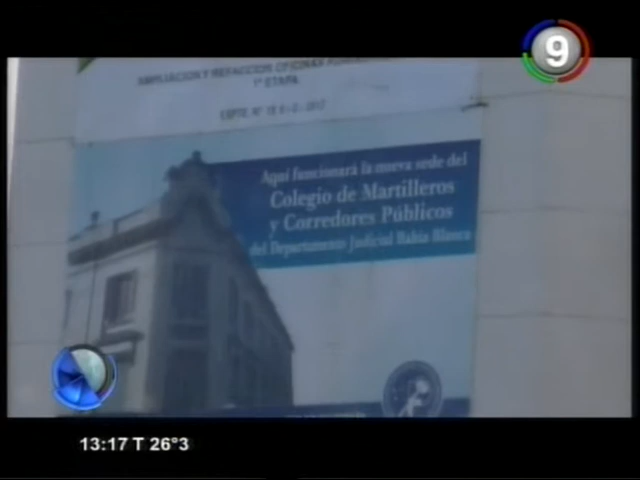 9
AMPLIACION Y REFACCION OFICINAS
1° ETAPA
EXPTE. N°
Aquí funcionará la nueva sede del
Colegio de Martilleros
y Corredores Públicos
del Departamento Judicial Bahía Blanca
13:17 T 26°3